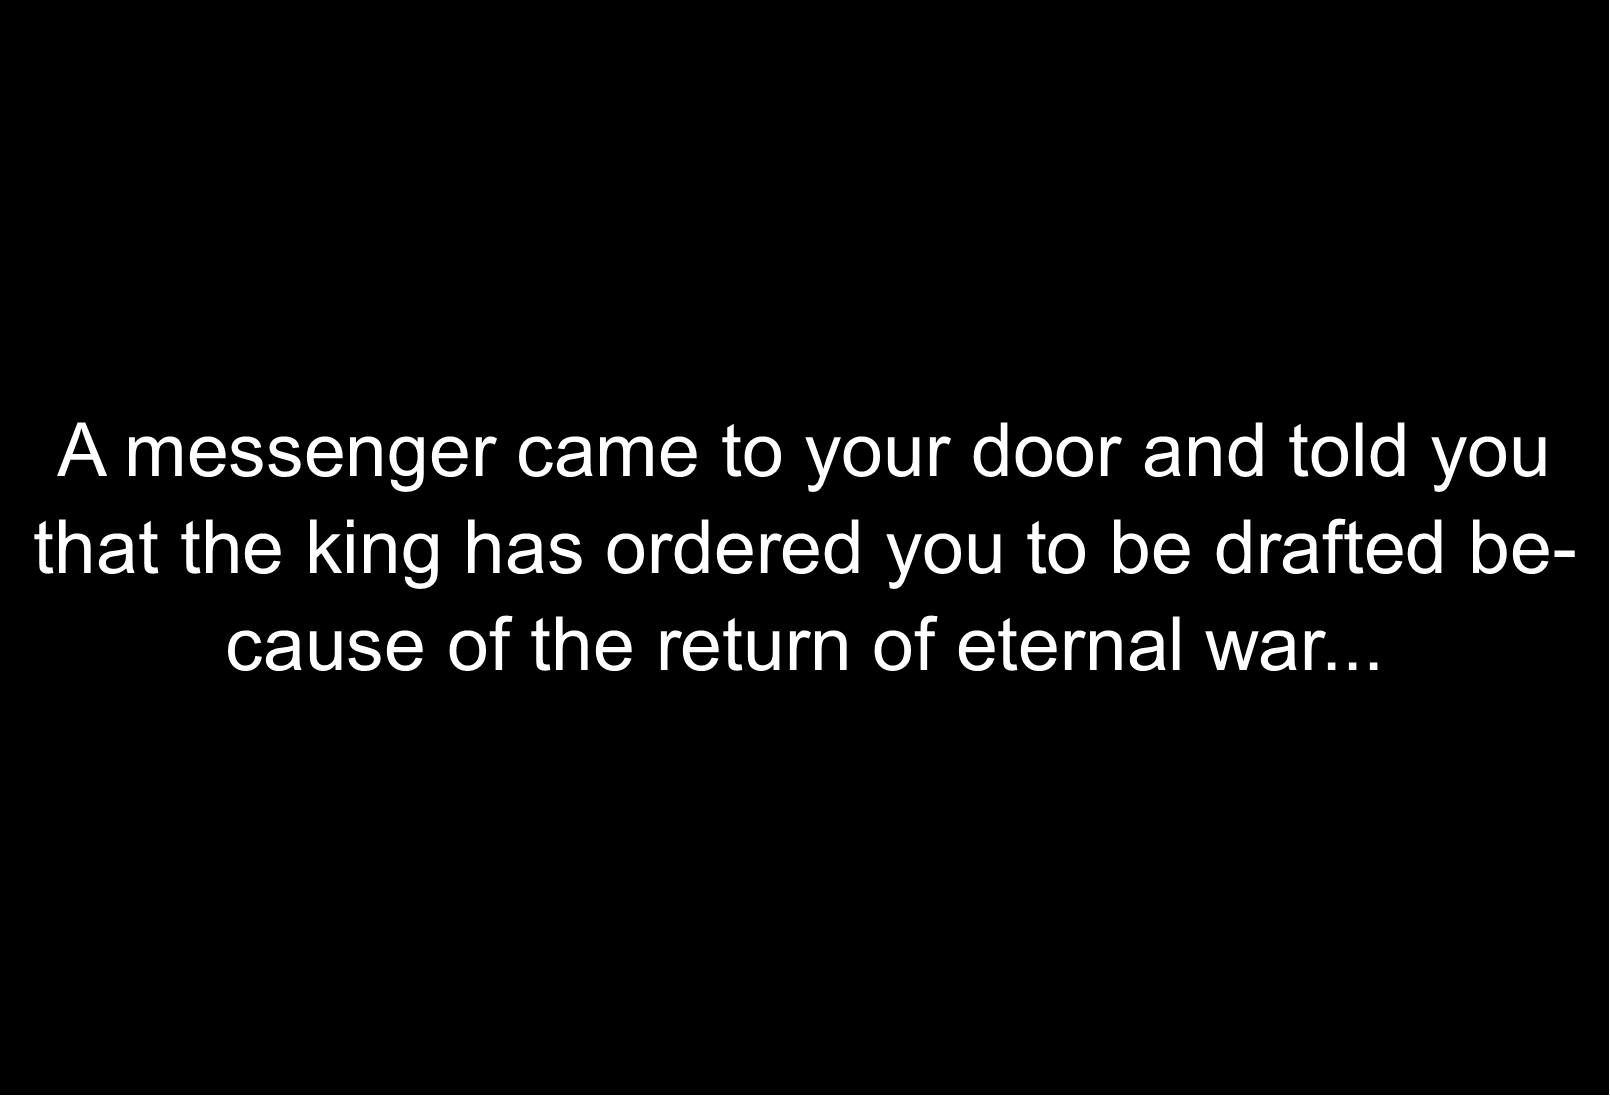 A messenger came to your door and told you
that the king has ordered you to be drafted be-
cause of the return of eternal war...